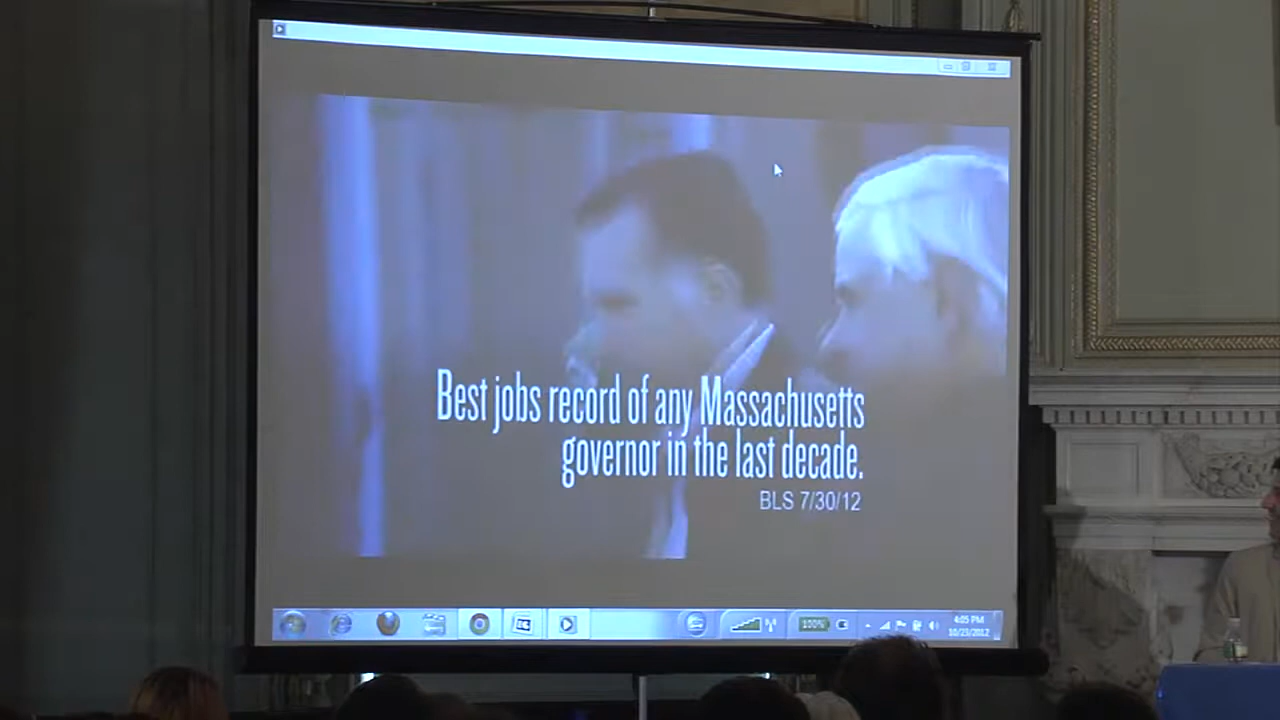 Best jobs record of any Massachusetts
governor in the last decade.
BLS 7/30/12
100%
4:05 PM
10/23/2012